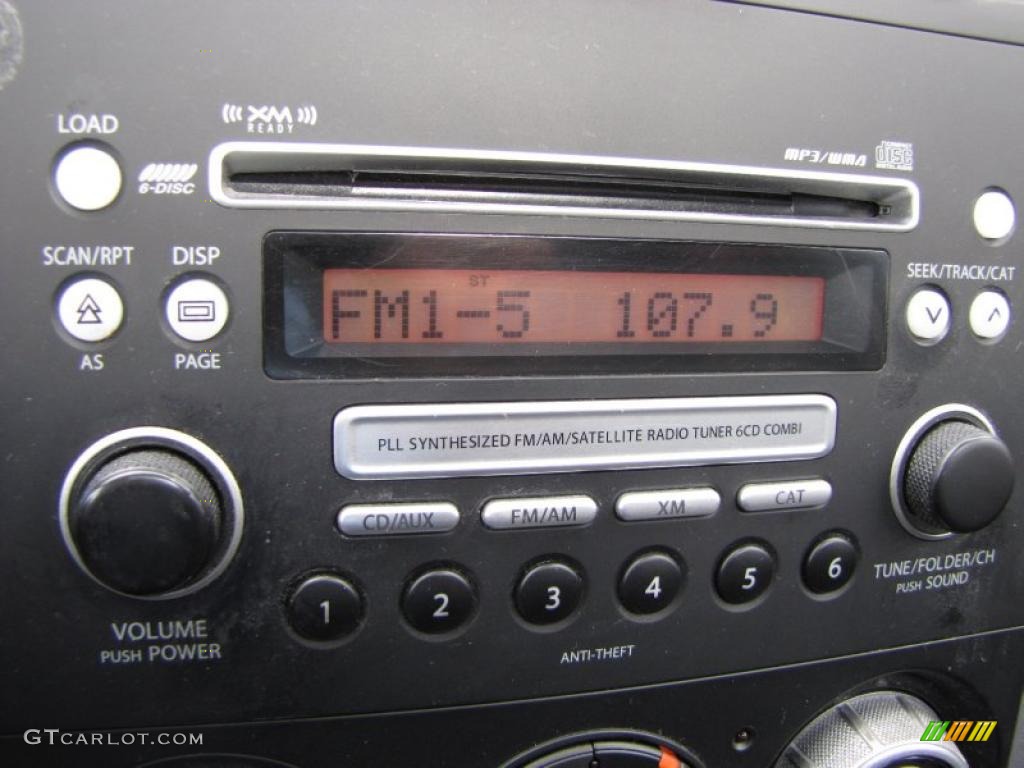 LOAD
((( XM )))
READY
6-DISC
MP3/WMA
disc
SCAN/RPT
DISP
SEEK/TRACK/CAT
ST
FM1-5 107.9
AS
PAGE
PLL SYNTHESIZED FM/AM/SATELLITE RADIO TUNER 6CD COMBI
CD/AUX
FM/AM
XM
CAT
1
2
3
4
5
6
TUNE/FOLDER/CH
PUSH SOUND
VOLUME
PUSH POWER
ANTI-THEFT
GTCARLOT.COM